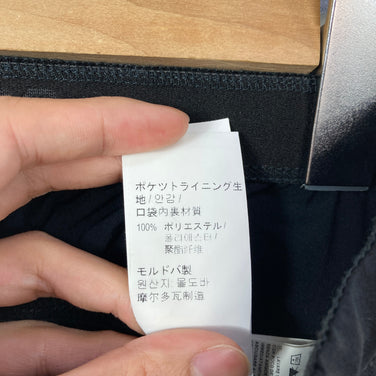 ポケットライニング生
地/안감/
口袋内裏材質
100% ポリエステル/
폴리에스터/
聚酯纤维
モルドバ製
원산지: 몰도바
摩尔多瓦制造